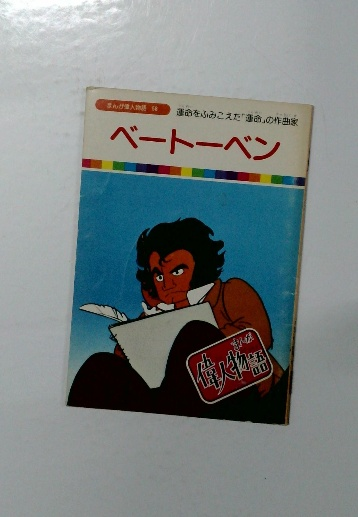 まんが偉人物語 58
運命をふみこえた「運命」の作曲家
ベートーベン
まんが
偉人物語